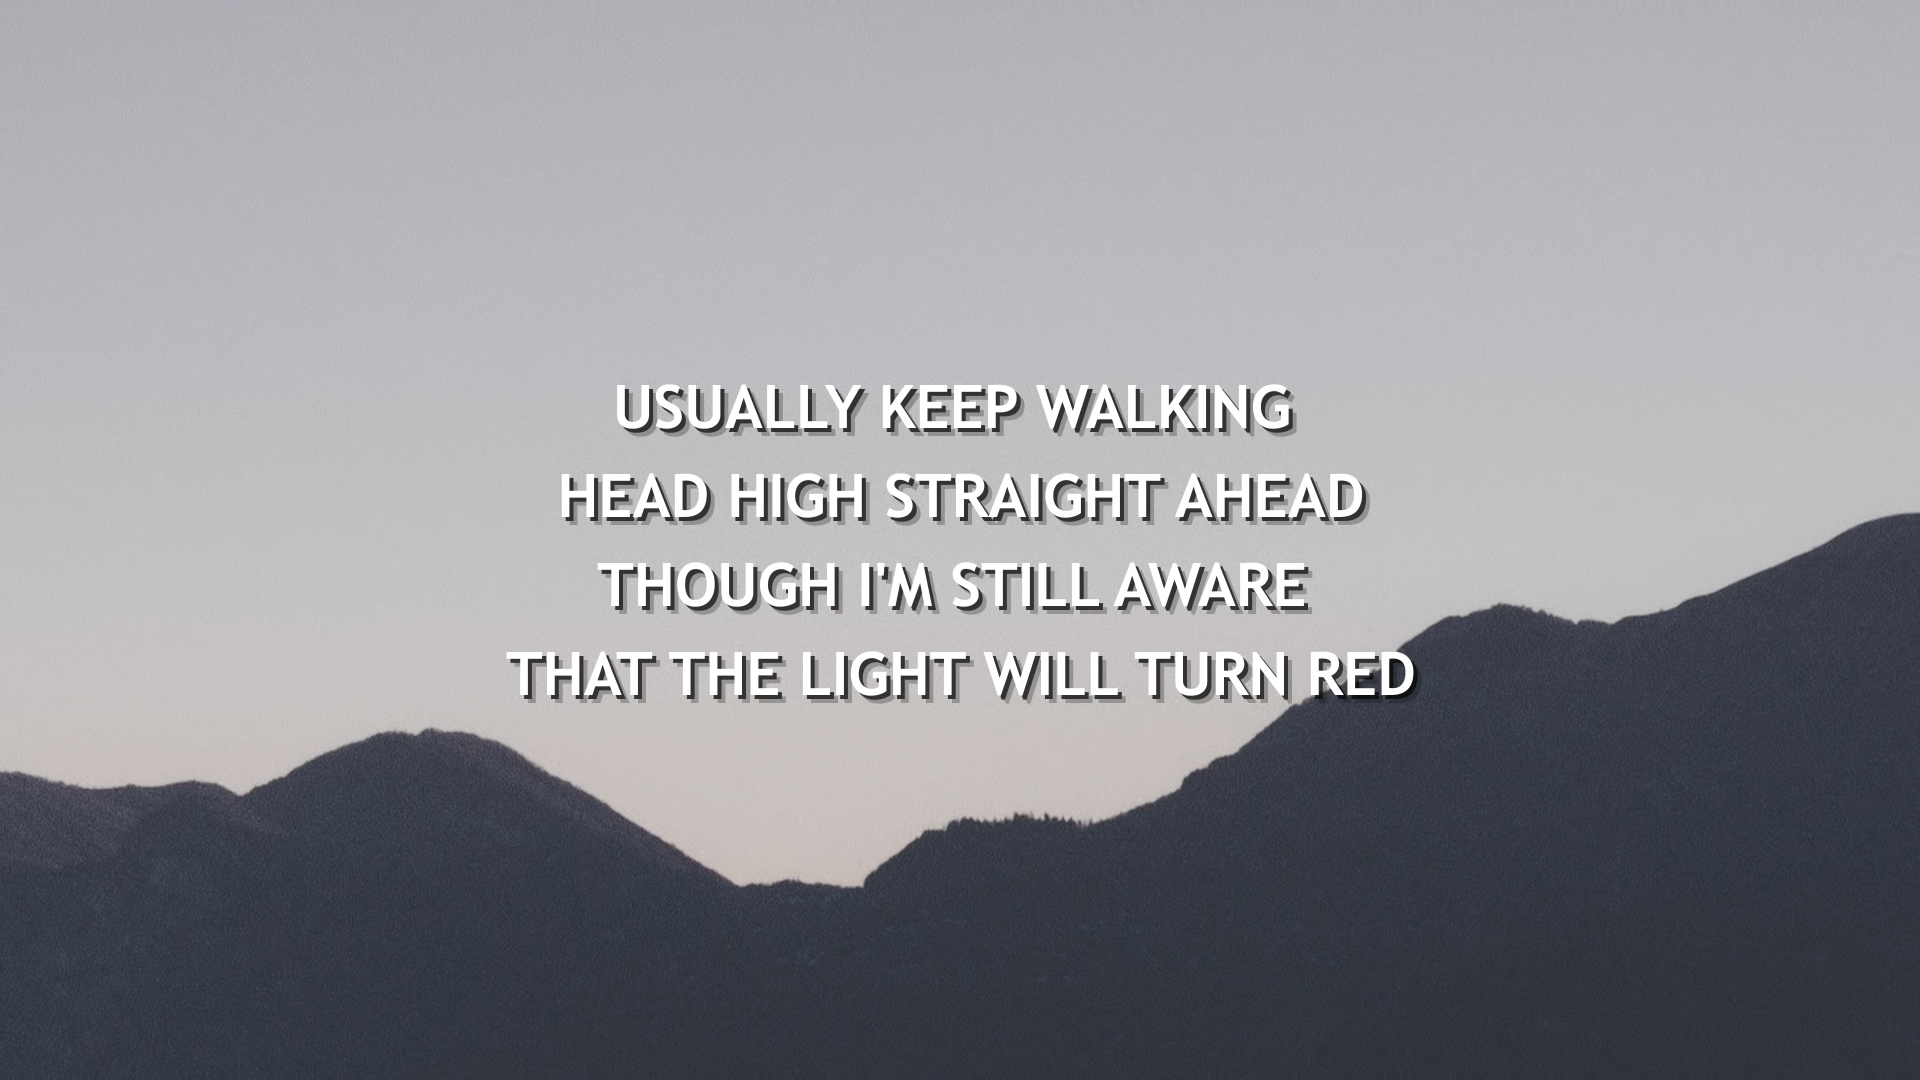 USUALLY KEEP WALKING
HEAD HIGH STRAIGHT AHEAD
THOUGH I'M STILL AWARE
THAT THE LIGHT WILL TURN RED